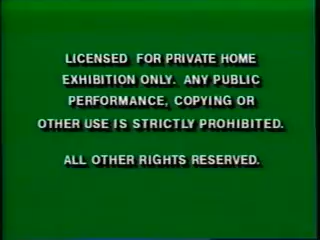 LICENSED FOR PRIVATE HOME
EXHIBITION ONLY. ANY PUBLIC
PERFORMANCE, COPYING OR
OTHER USE IS STRICTLY PROHIBITED.
ALL OTHER RIGHTS RESERVED.